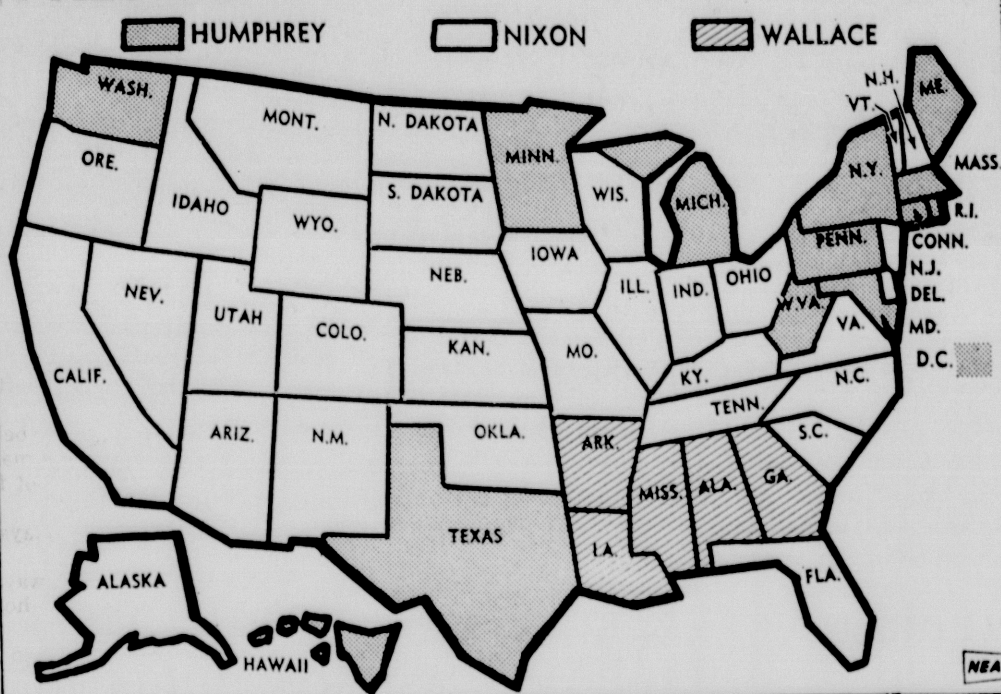 HUMPHREY NIXON WALLACE
WASH.
MONT.
N. DAKOTA
MINN.
N.H.
VT.
ME.
ORE.
IDAHO
WYO.
S. DAKOTA
WIS.
MICH.
N.Y.
MASS.
R.I.
CONN.
PENN.
N.J.
NEV.
UTAH
COLO.
NEB.
IOWA
ILL.
IND.
OHIO
W.VA.
VA.
DEL.
MD.
D.C.
CALIF.
KAN.
MO.
KY.
N.C.
ARIZ.
N.M.
OKLA.
ARK.
TENN.
S.C.
MISS.
ALA.
GA.
TEXAS
LA.
FLA.
ALASKA
HAWAII
NEA